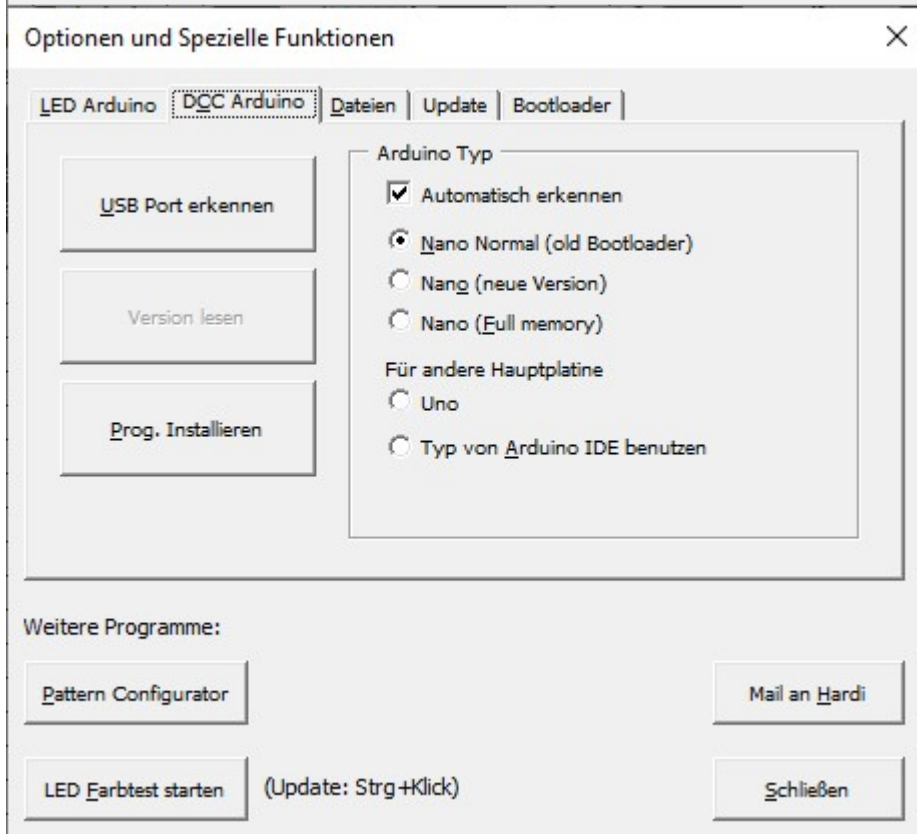 Optionen und Spezielle Funktionen
LED Arduino DCC Arduino Dateien Update Bootloader
USB Port erkennen
Version lesen
Prog. Installieren
Arduino Typ
Automatisch erkennen
Nano Normal (old Bootloader)
Nano (neue Version)
Nano (Full memory)
Für andere Hauptplatine
Uno
Typ von Arduino IDE benutzen
Weitere Programme:
Pattern Configurator
Mail an Hardi
LED Farbtest starten (Update: Strg+Klick)
Schließen